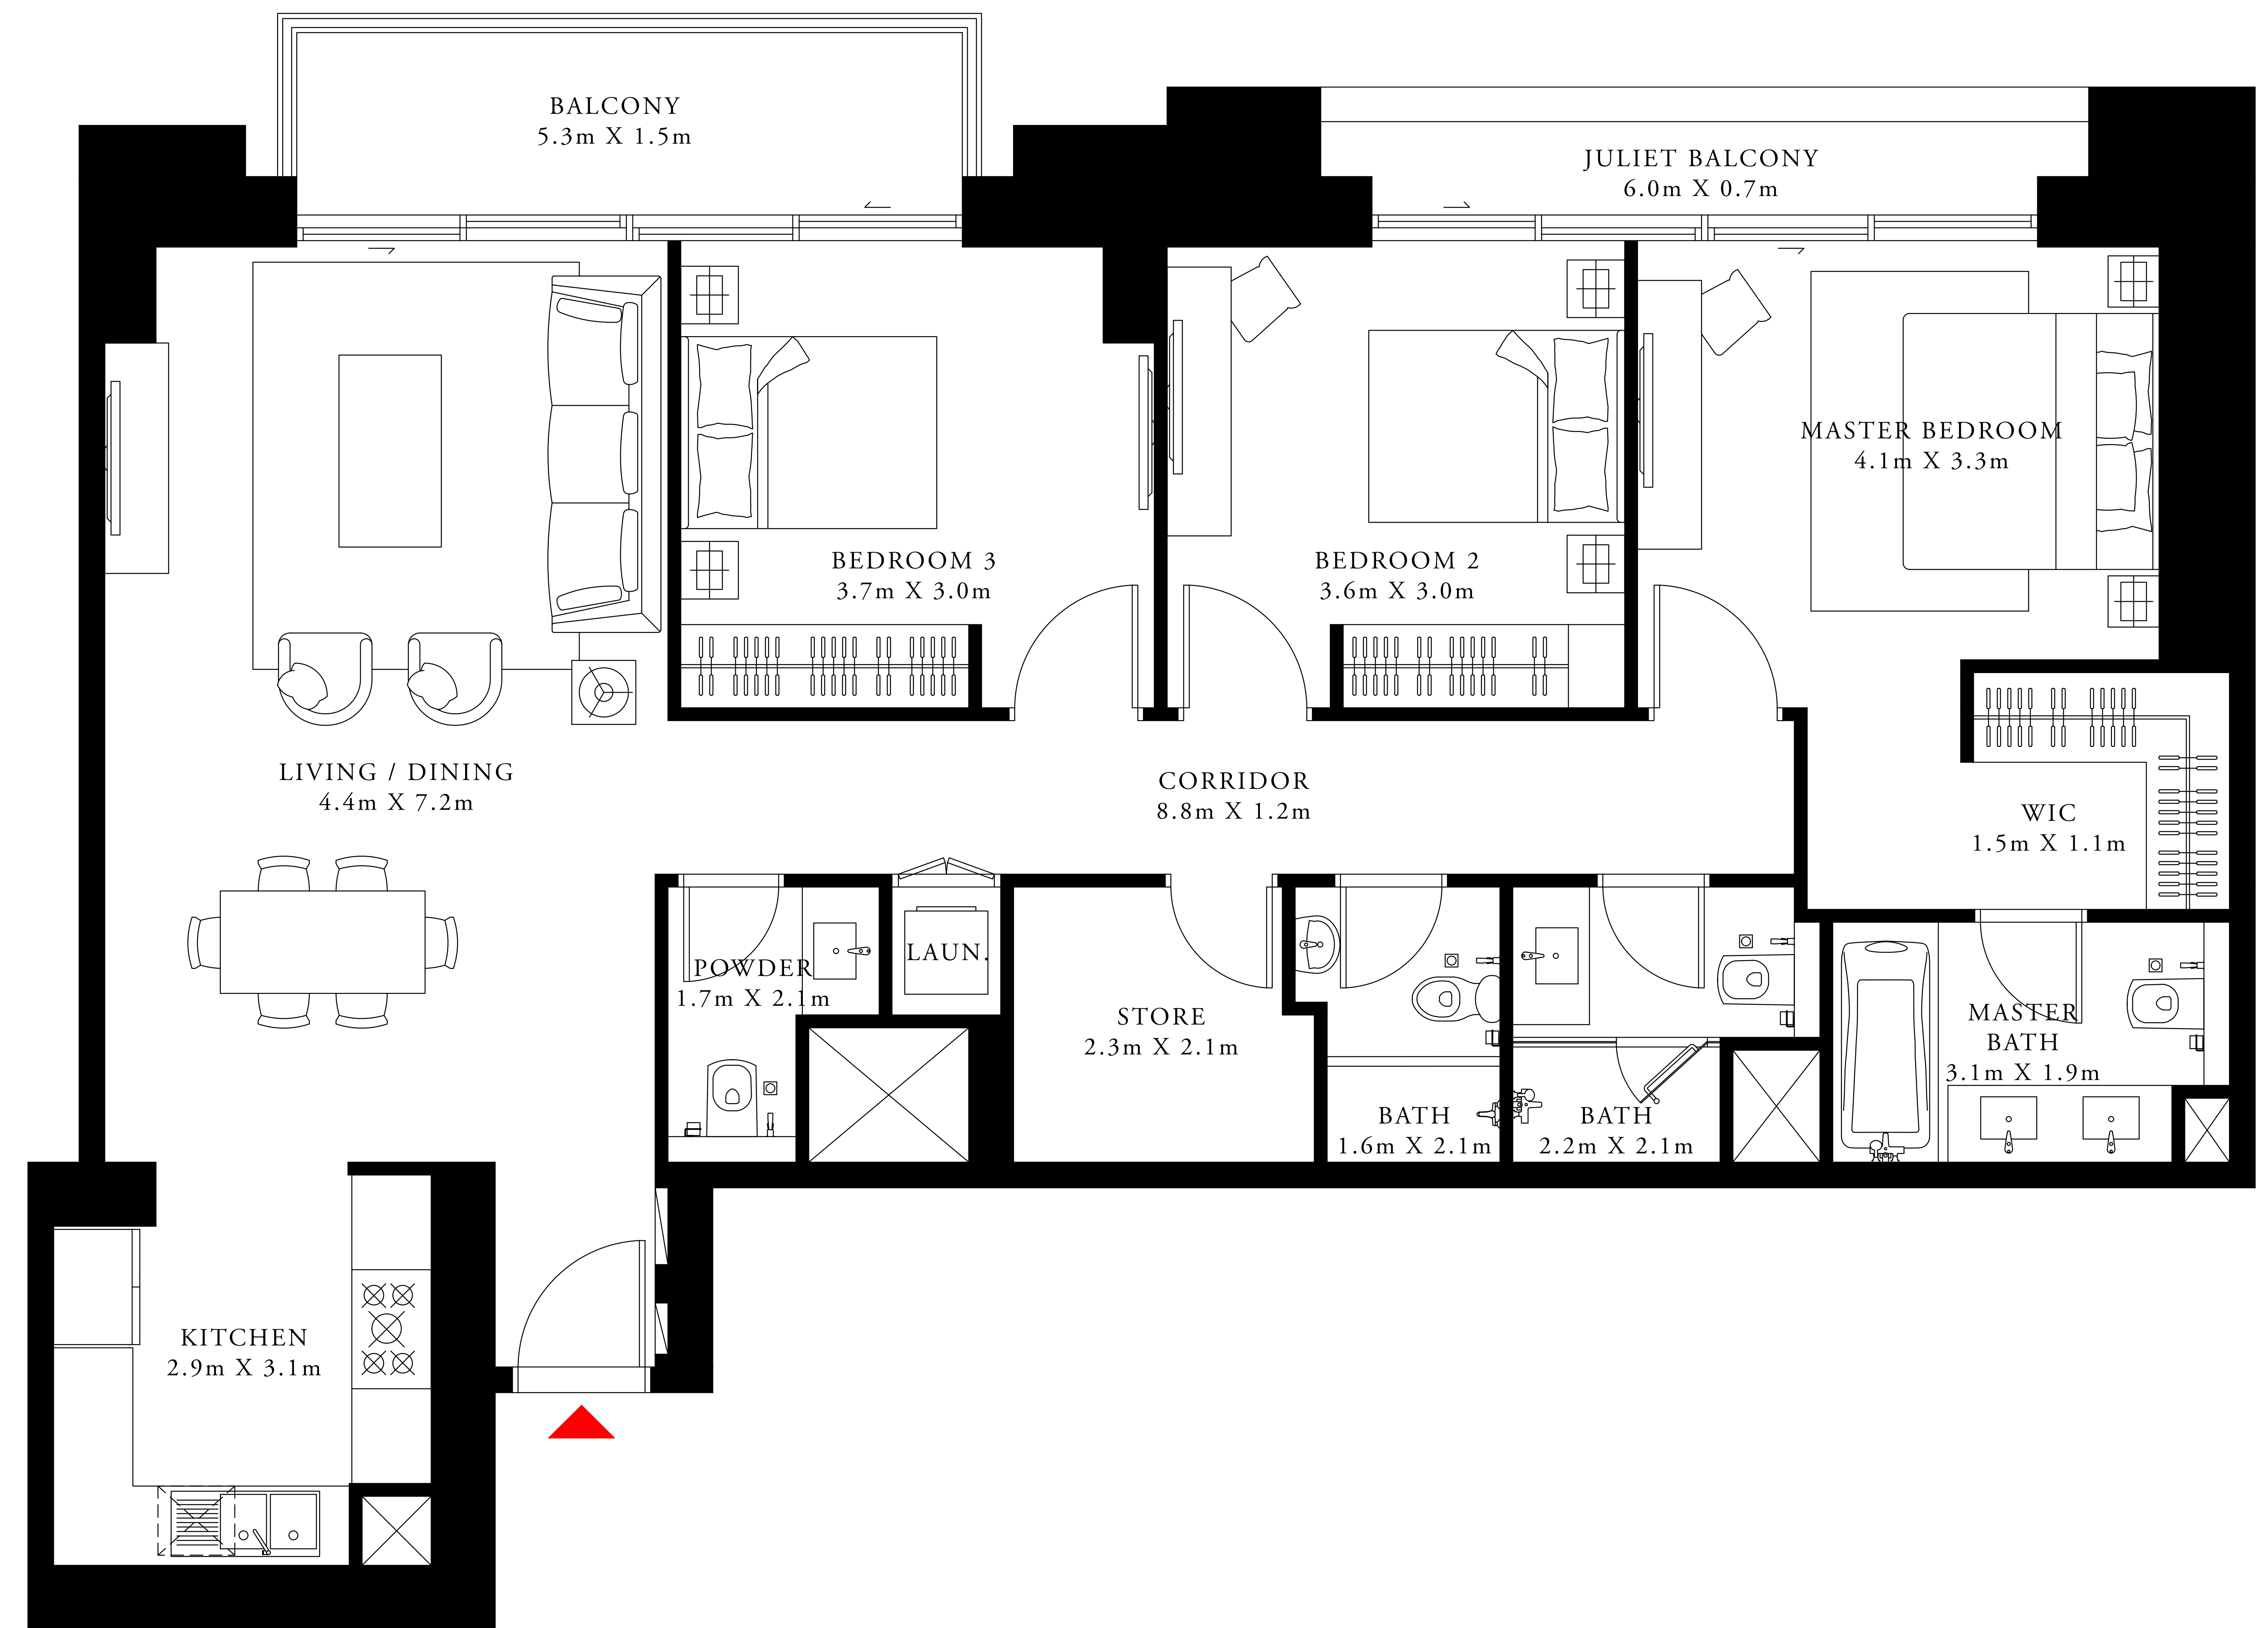 BALCONY
5.3m X 1.5m
JULIET BALCONY
6.0m X 0.7m
MASTER BEDROOM
4.1m X 3.3m
BEDROOM 3
3.7m X 3.0m
BEDROOM 2
3.6m X 3.0m
LIVING / DINING
4.4m X 7.2m
CORRIDOR
8.8m X 1.2m
WIC
1.5m X 1.1m
POWDER
1.7m X 2.1m
LAUN.
STORE
2.3m X 2.1m
MASTER
BATH
3.1m X 1.9m
BATH
1.6m X 2.1m
BATH
2.2m X 2.1m
KITCHEN
2.9m X 3.1m